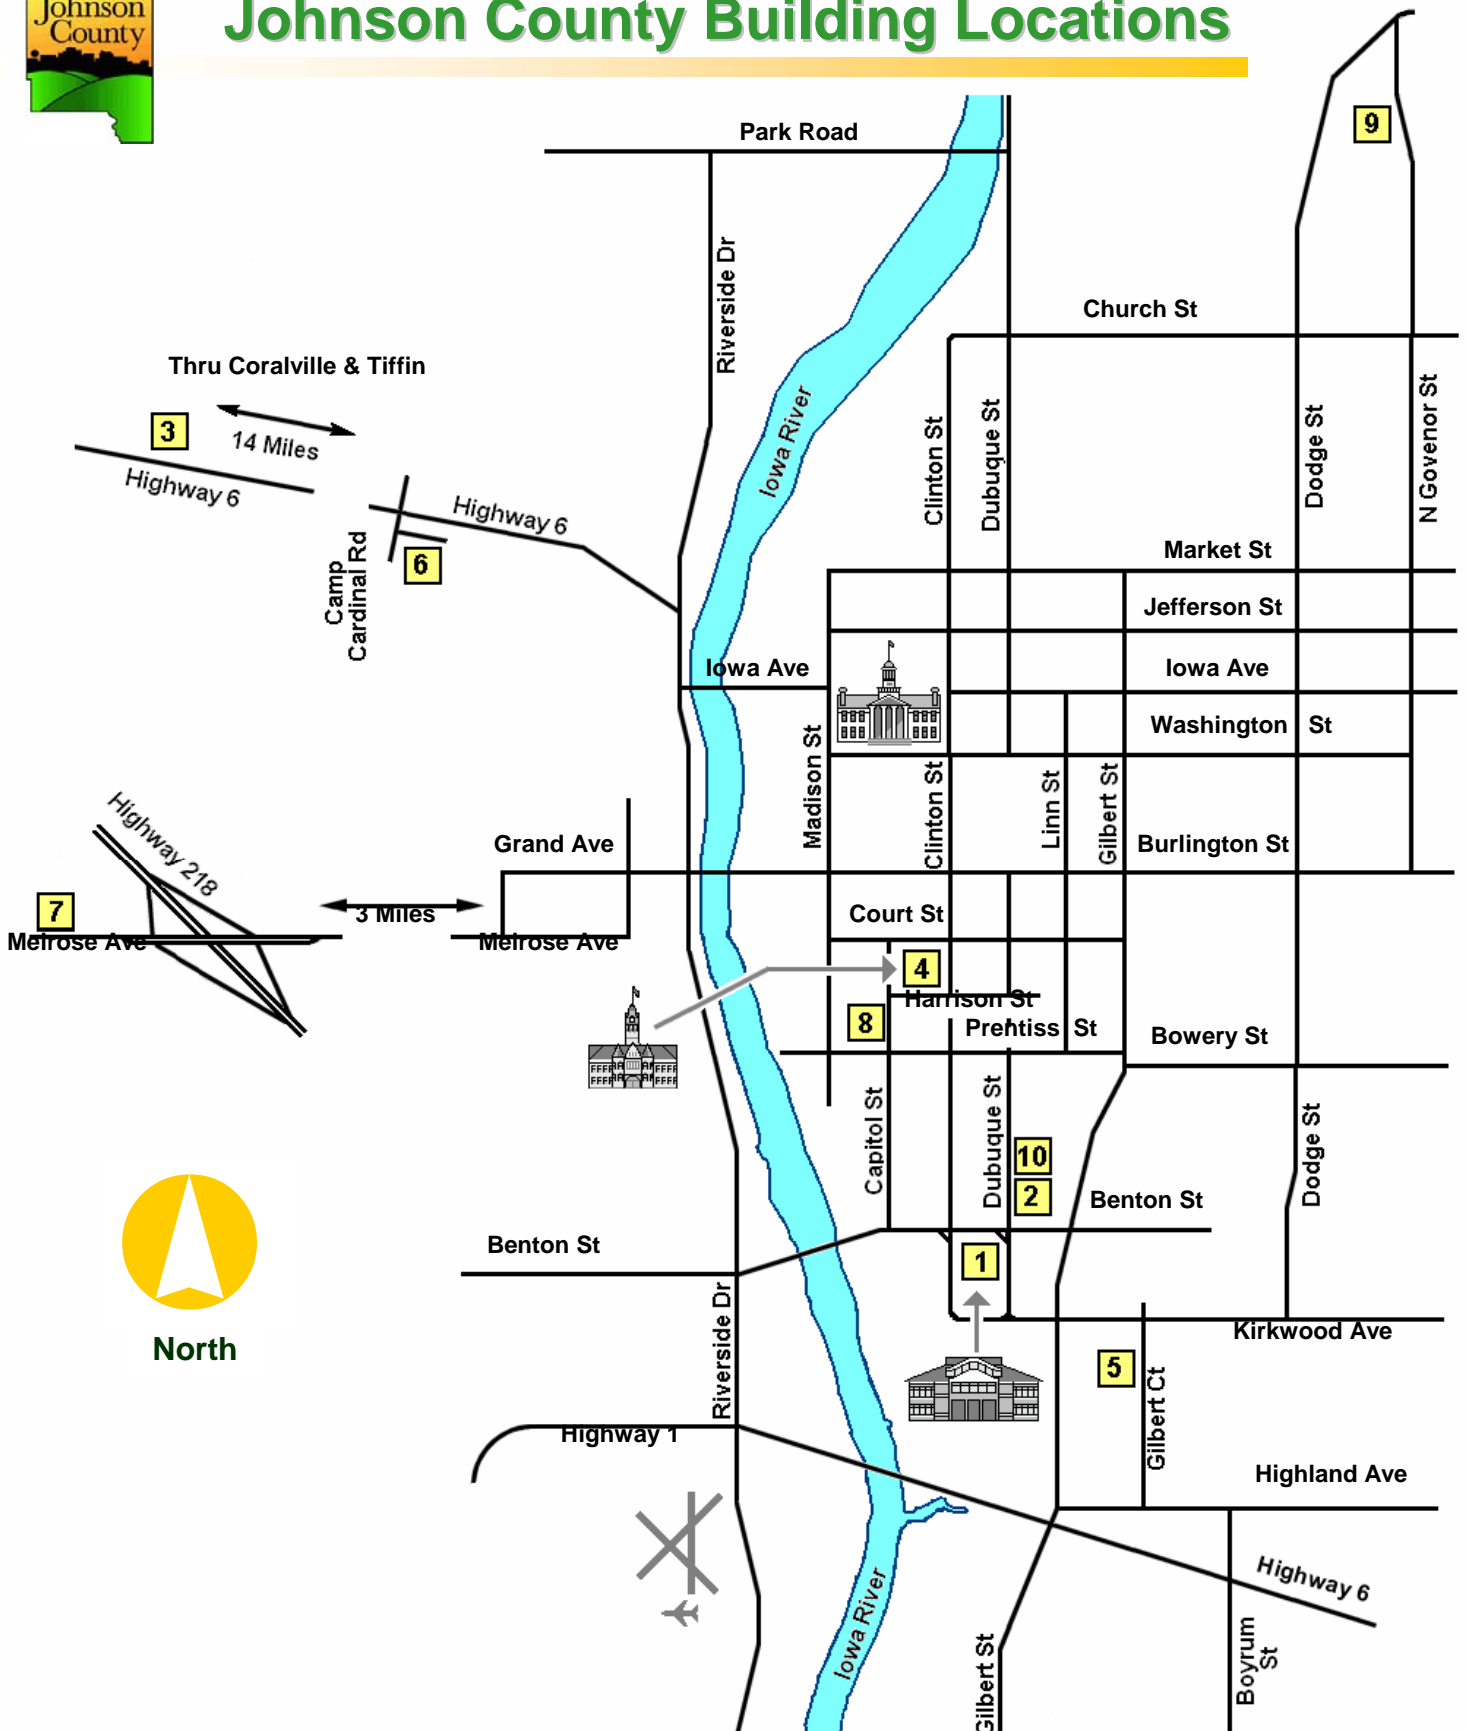 Johnson
County
Johnson County Building Locations
9
Park Road
Riverside Dr
Church St
Thru Coralville & Tiffin
3
14 Miles
Highway 6
Highway 6
Iowa River
Clinton St
Dubuque St
Dodge St
N Govenor St
6
Camp
Cardinal Rd
Market St
Jefferson St
Iowa Ave
Iowa Ave
Washington St
Madison St
Clinton St
Linn St
Gilbert St
Highway 218
Grand Ave
Burlington St
7
3 Miles
Court St
Melrose Ave
Melrose Ave
4
Harrison St
8
Prentiss St
Bowery St
Capitol St
Dubuque St
10
2
Dodge St
Benton St
Benton St
1
North
Riverside Dr
Kirkwood Ave
5
Gilbert Ct
Highway 1
Highland Ave
Highway 6
Iowa River
Gilbert St
Boyrum
St